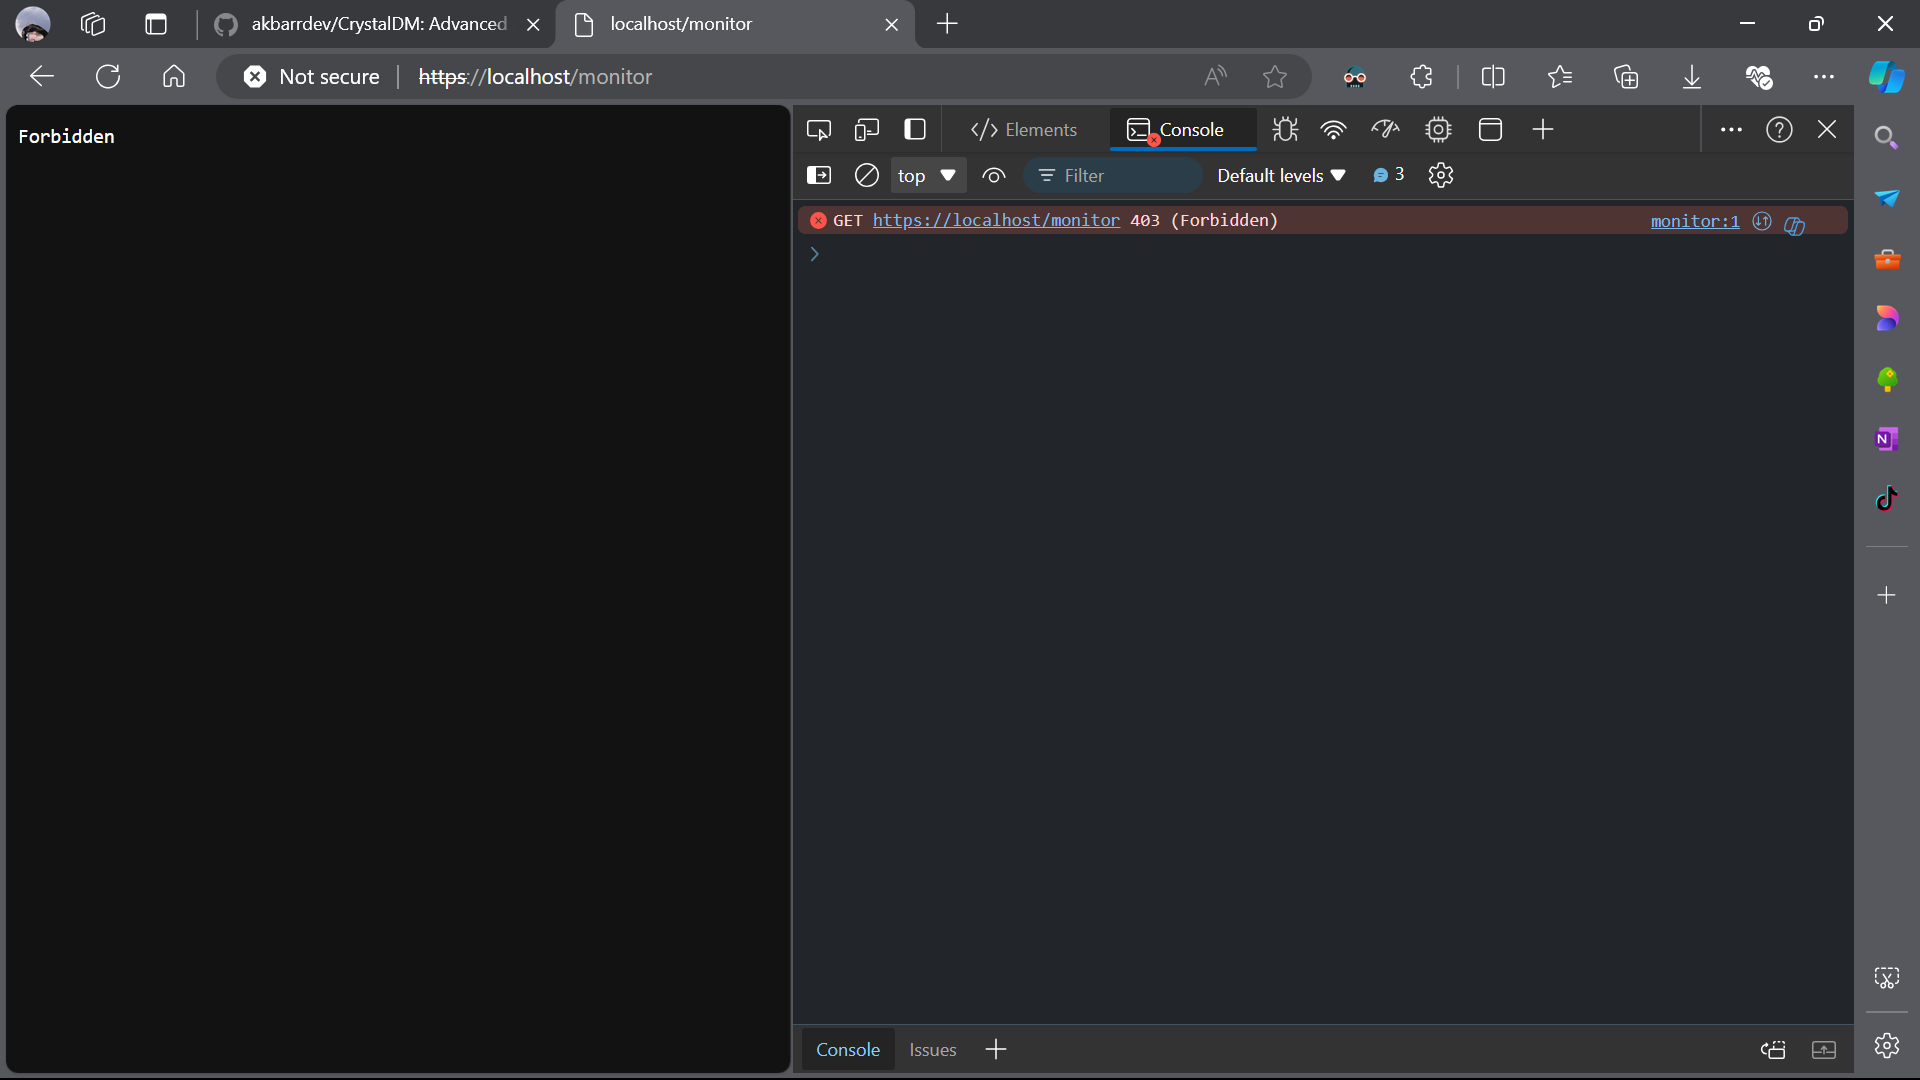 akbarrdev/CrystalDM: Advanced
localhost/monitor
Not secure
https://localhost/monitor
Forbidden
Elements
Console
top
Filter
Default levels
3
GET https://localhost/monitor 403 (Forbidden)
monitor:1
Console
Issues